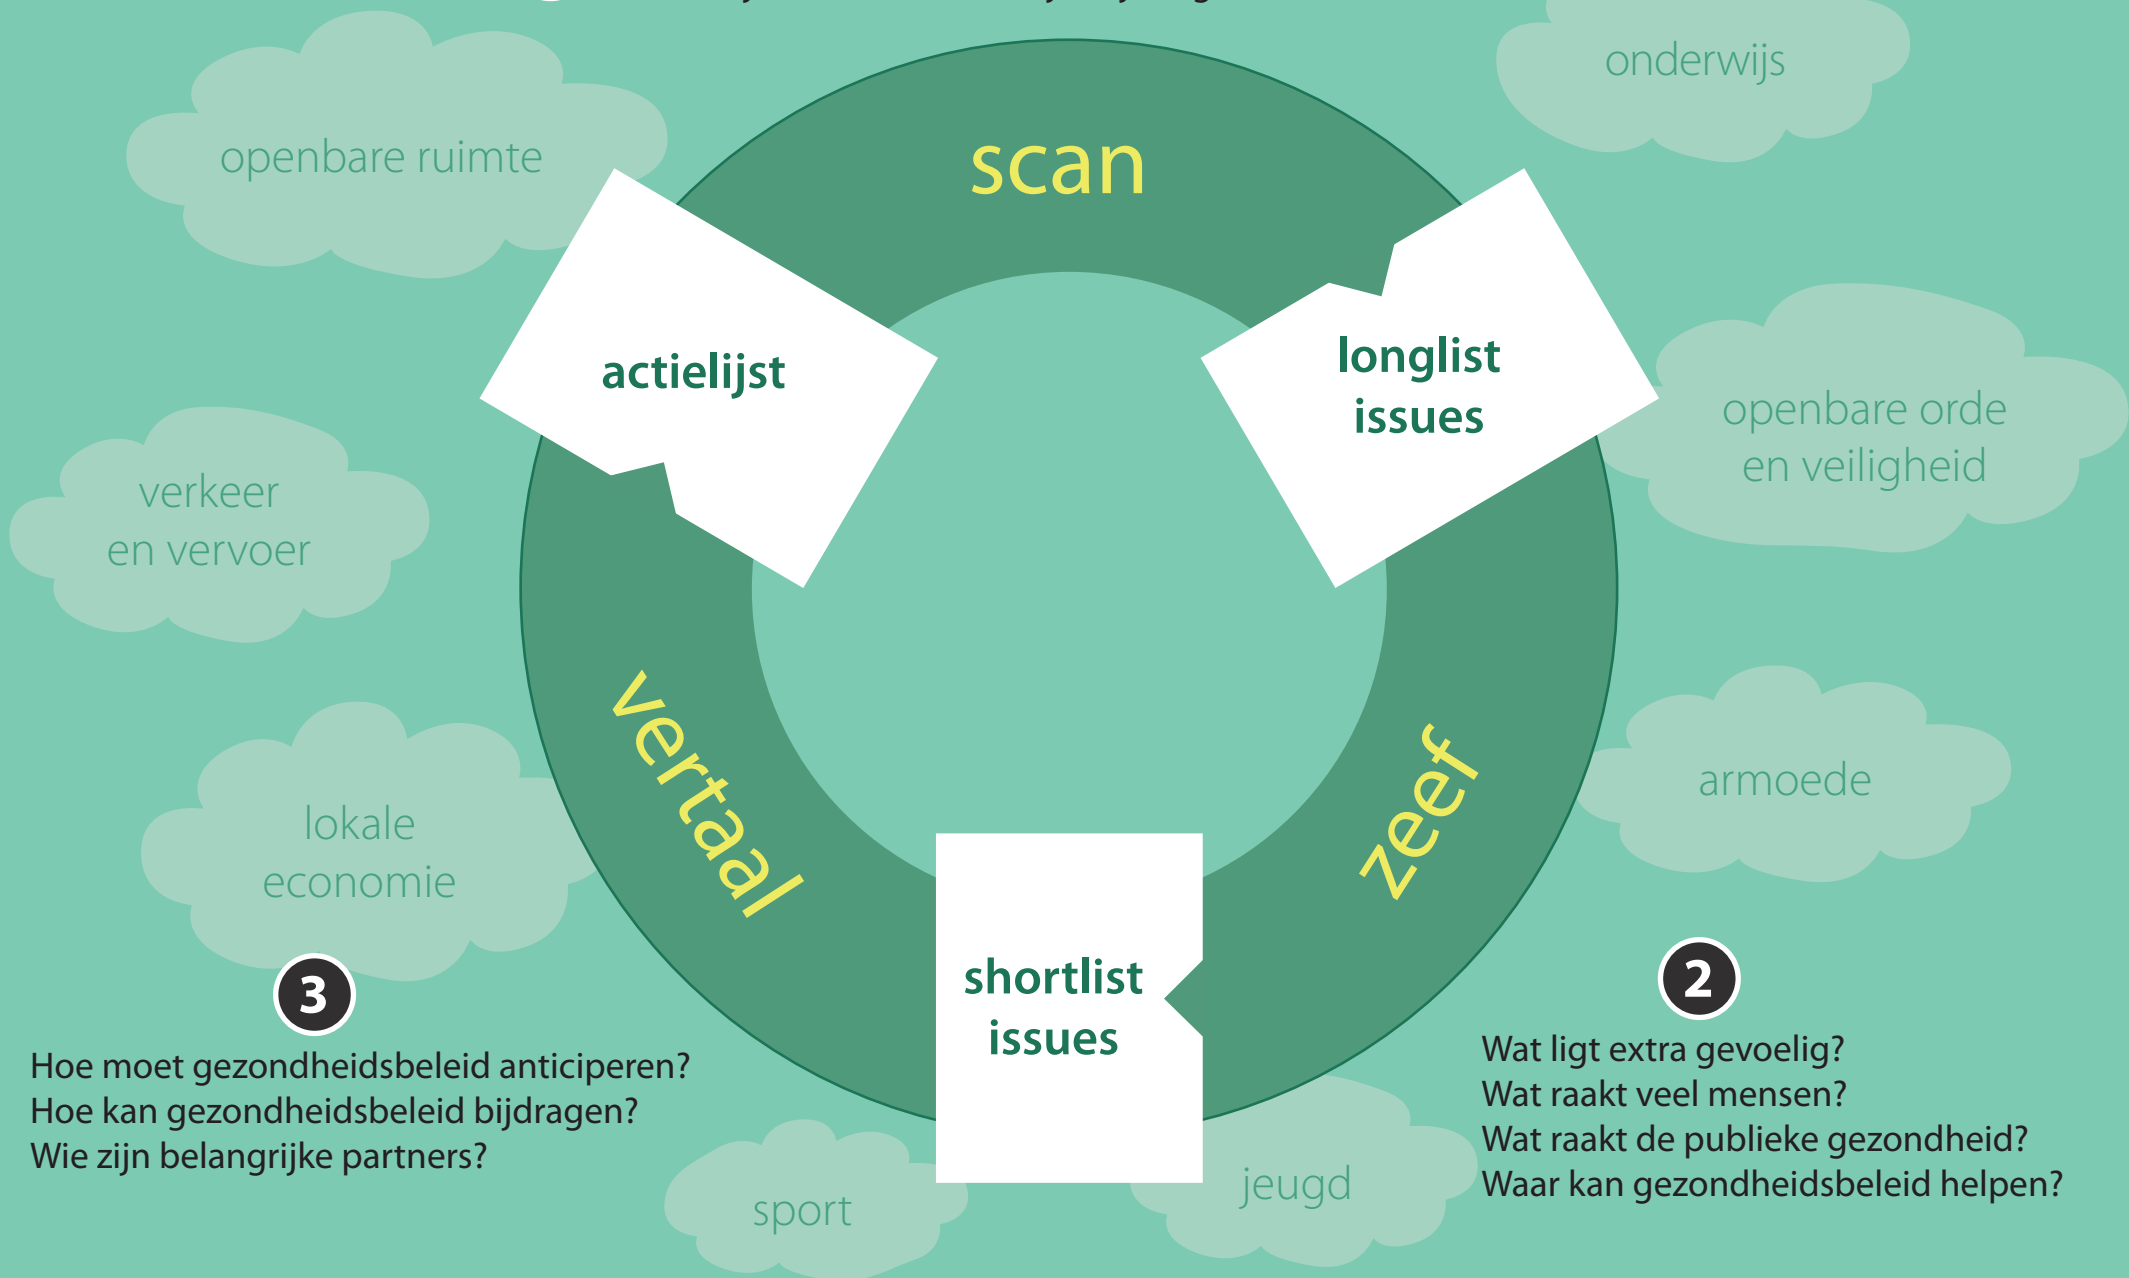 onderwijs
openbare ruimte
scan
actielijst
longlist
issues
openbare orde
en veiligheid
verkeer
en vervoer
vertaal
zeef
armoede
lokale
economie
shortlist
issues
3
Hoe moet gezondheidsbeleid anticiperen?
Hoe kan gezondheidsbeleid bijdragen?
Wie zijn belangrijke partners?
2
Wat ligt extra gevoelig?
Wat raakt veel mensen?
Wat raakt de publieke gezondheid?
Waar kan gezondheidsbeleid helpen?
sport
jeugd